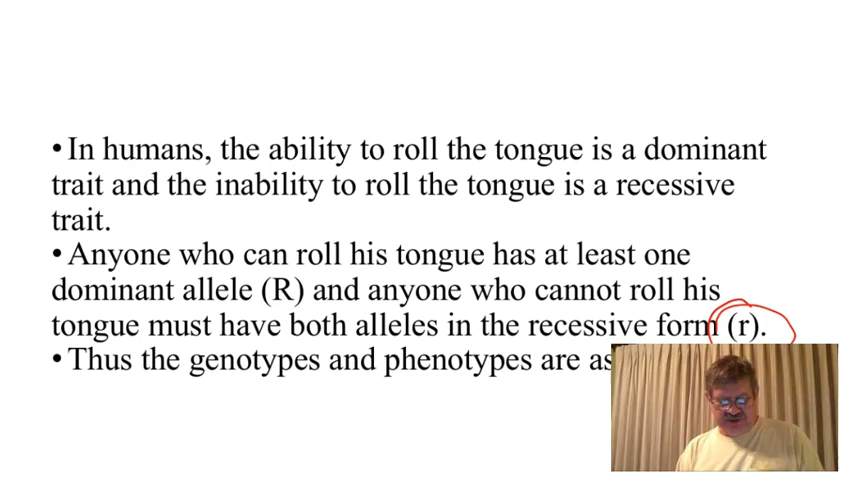 •In humans, the ability to roll the tongue is a dominant
trait and the inability to roll the tongue is a recessive
trait.
•Anyone who can roll his tongue has at least one
dominant allele (R) and anyone who cannot roll his
tongue must have both alleles in the recessive form (r).
•Thus the genotypes and phenotypes are as